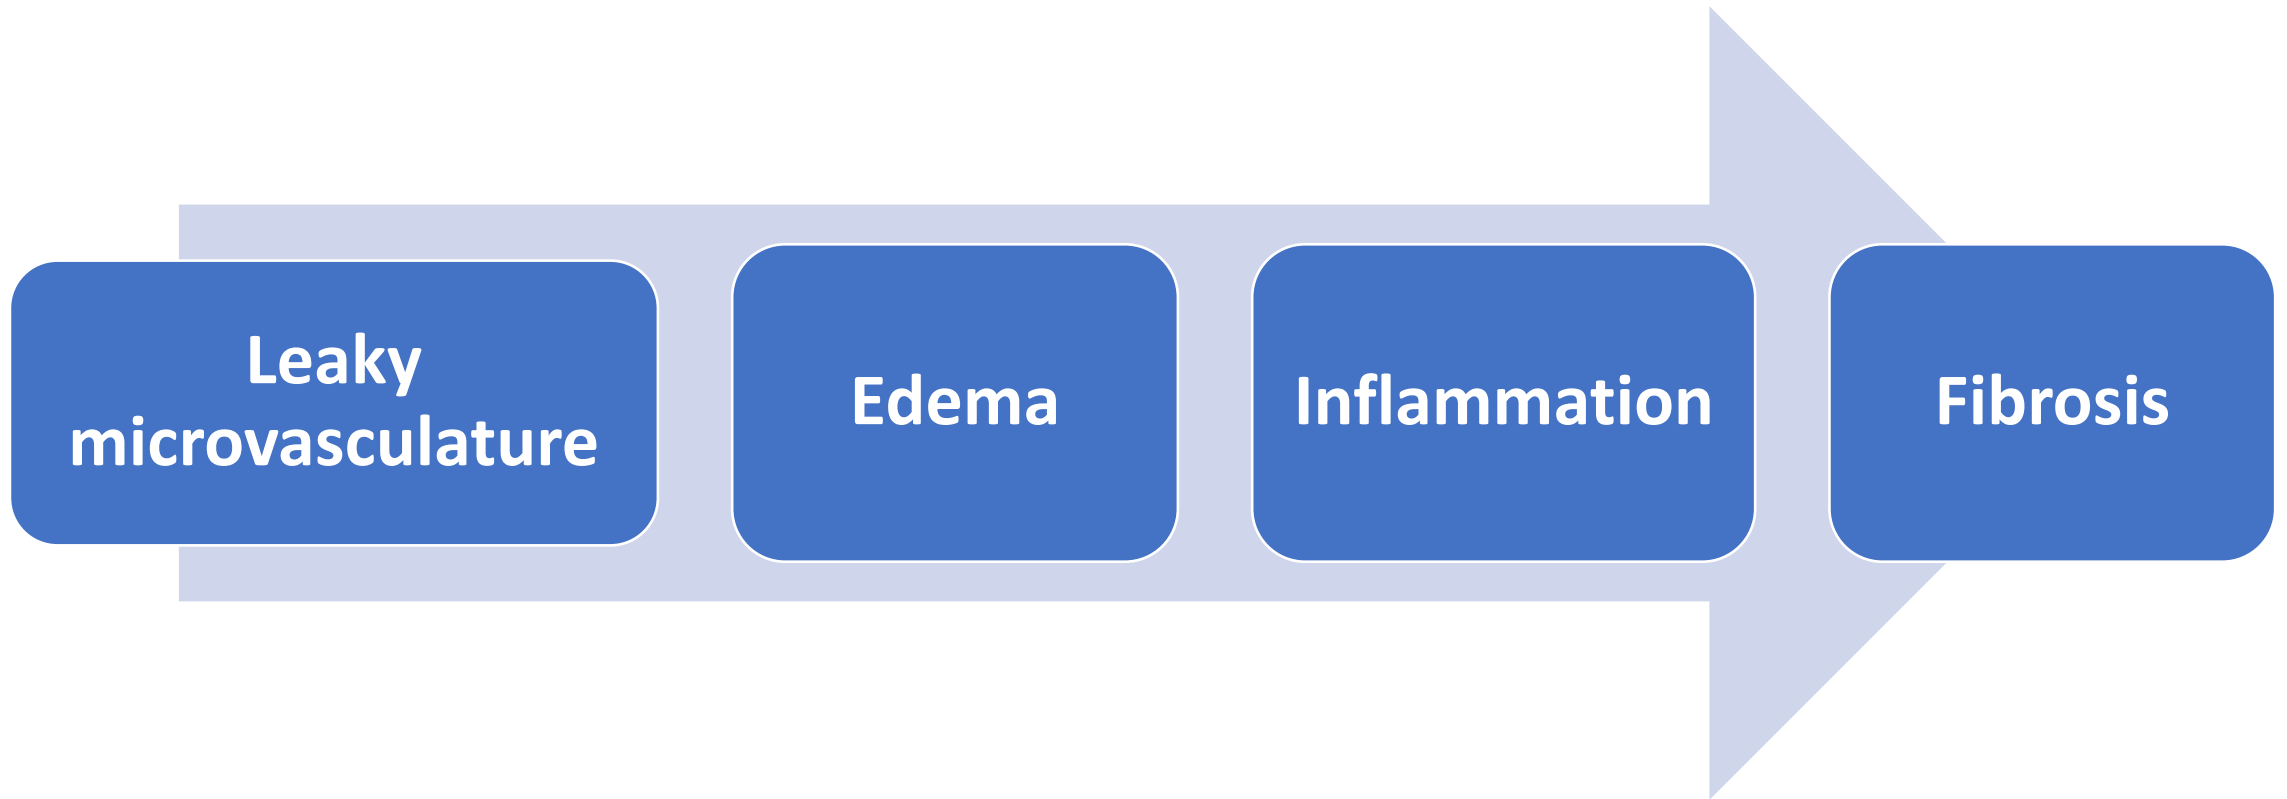 Leaky
microvasculature
Edema
Inflammation
Fibrosis